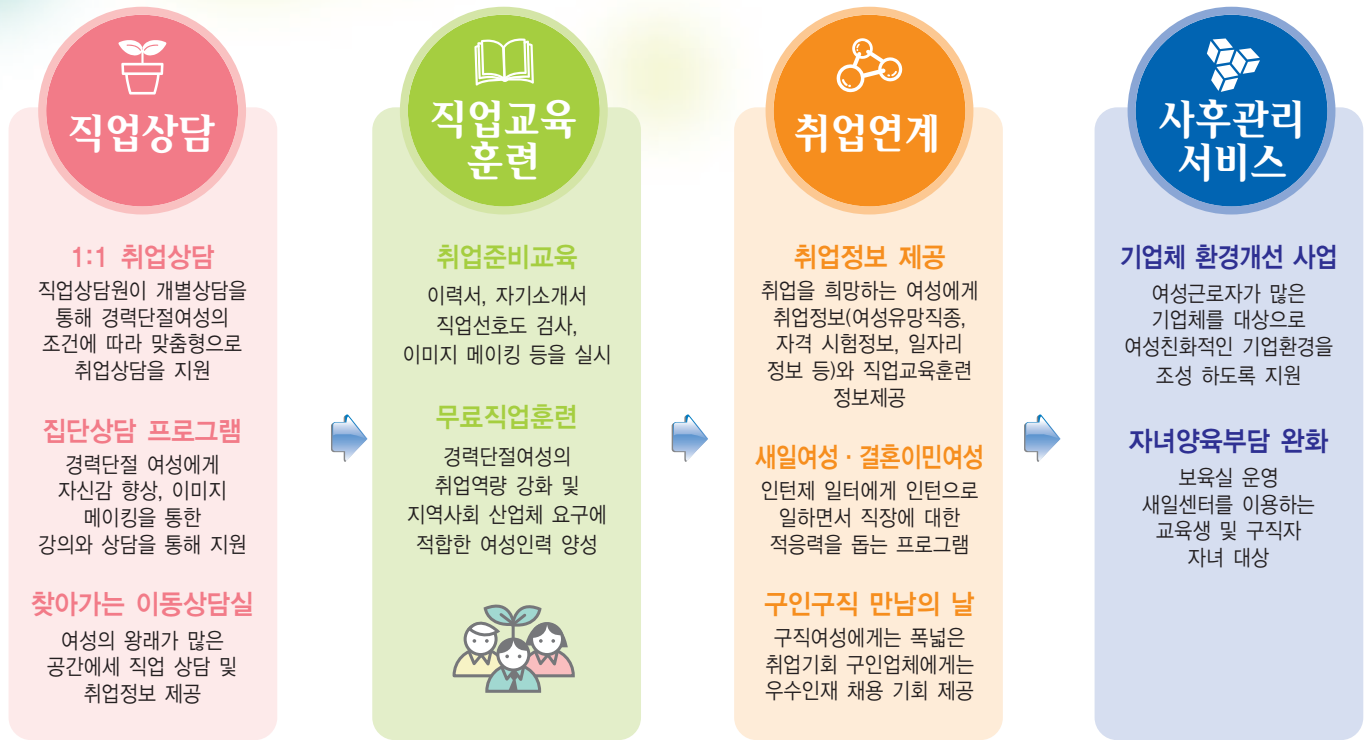 직업상담
1:1 취업상담
직업상담원이 개별상담을
통해 경력단절여성의
조건에 따라 맞춤형으로
취업상담을 지원
집단상담 프로그램
경력단절 여성에게
자신감 향상, 이미지
메이킹을 통한
강의와 상담을 통해 지원
찾아가는 이동상담실
여성의 왕래가 많은
공간에세 직업 상담 및
취업정보 제공
직업교육
훈련
취업준비교육
이력서, 자기소개서
직업선호도 검사,
이미지 메이킹 등을 실시
무료직업훈련
경력단절여성의
취업역량 강화 및
지역사회 산업체 요구에
적합한 여성인력 양성
취업연계
취업정보 제공
취업을 희망하는 여성에게
취업정보(여성유망직종,
자격 시험정보, 일자리
정보 등)와 직업교육훈련
정보제공
새일여성 · 결혼이민여성
인턴제 일터에게 인턴으로
일하면서 직장에 대한
적응력을 돕는 프로그램
구인구직 만남의 날
구직여성에게는 폭넓은
취업기회 구인업체에게는
우수인재 채용 기회 제공
사후관리
서비스
기업체 환경개선 사업
여성근로자가 많은
기업체를 대상으로
여성친화적인 기업환경을
조성 하도록 지원
자녀양육부담 완화
보육실 운영
새일센터를 이용하는
교육생 및 구직자
자녀 대상